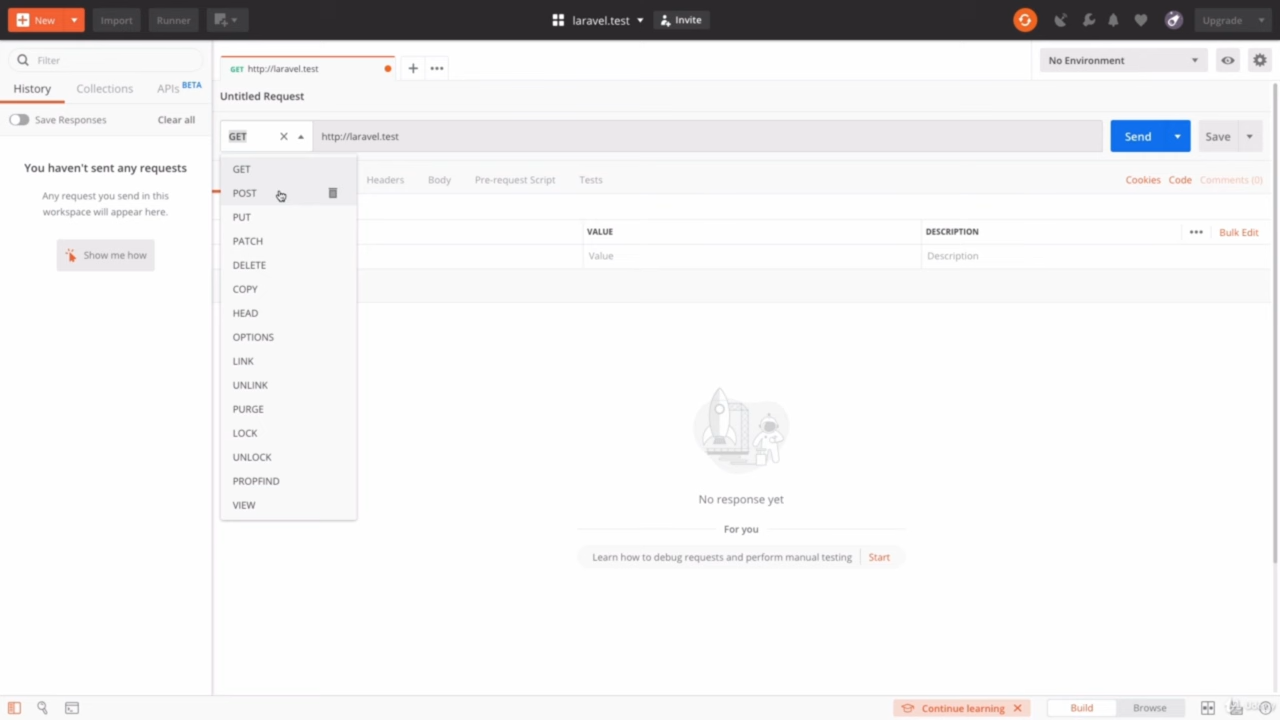 New
Import
Runner
laravel.test
Invite
Upgrade
Filter
GET http://laravel.test
No Environment
History
Collections
APIs BETA
Untitled Request
Save Responses
Clear all
GET
http://laravel.test
Send
Save
You haven't sent any requests
Any request you send in this
workspace will appear here.
Show me how
GET
POST
PUT
PATCH
DELETE
COPY
HEAD
OPTIONS
LINK
UNLINK
PURGE
LOCK
UNLOCK
PROPFIND
VIEW
Headers
Body
Pre-request Script
Tests
Cookies
Code
Comments (0)
VALUE
DESCRIPTION
Bulk Edit
Value
Description
No response yet
For you
Learn how to debug requests and perform manual testing
Start
Continue learning
Build
Browse